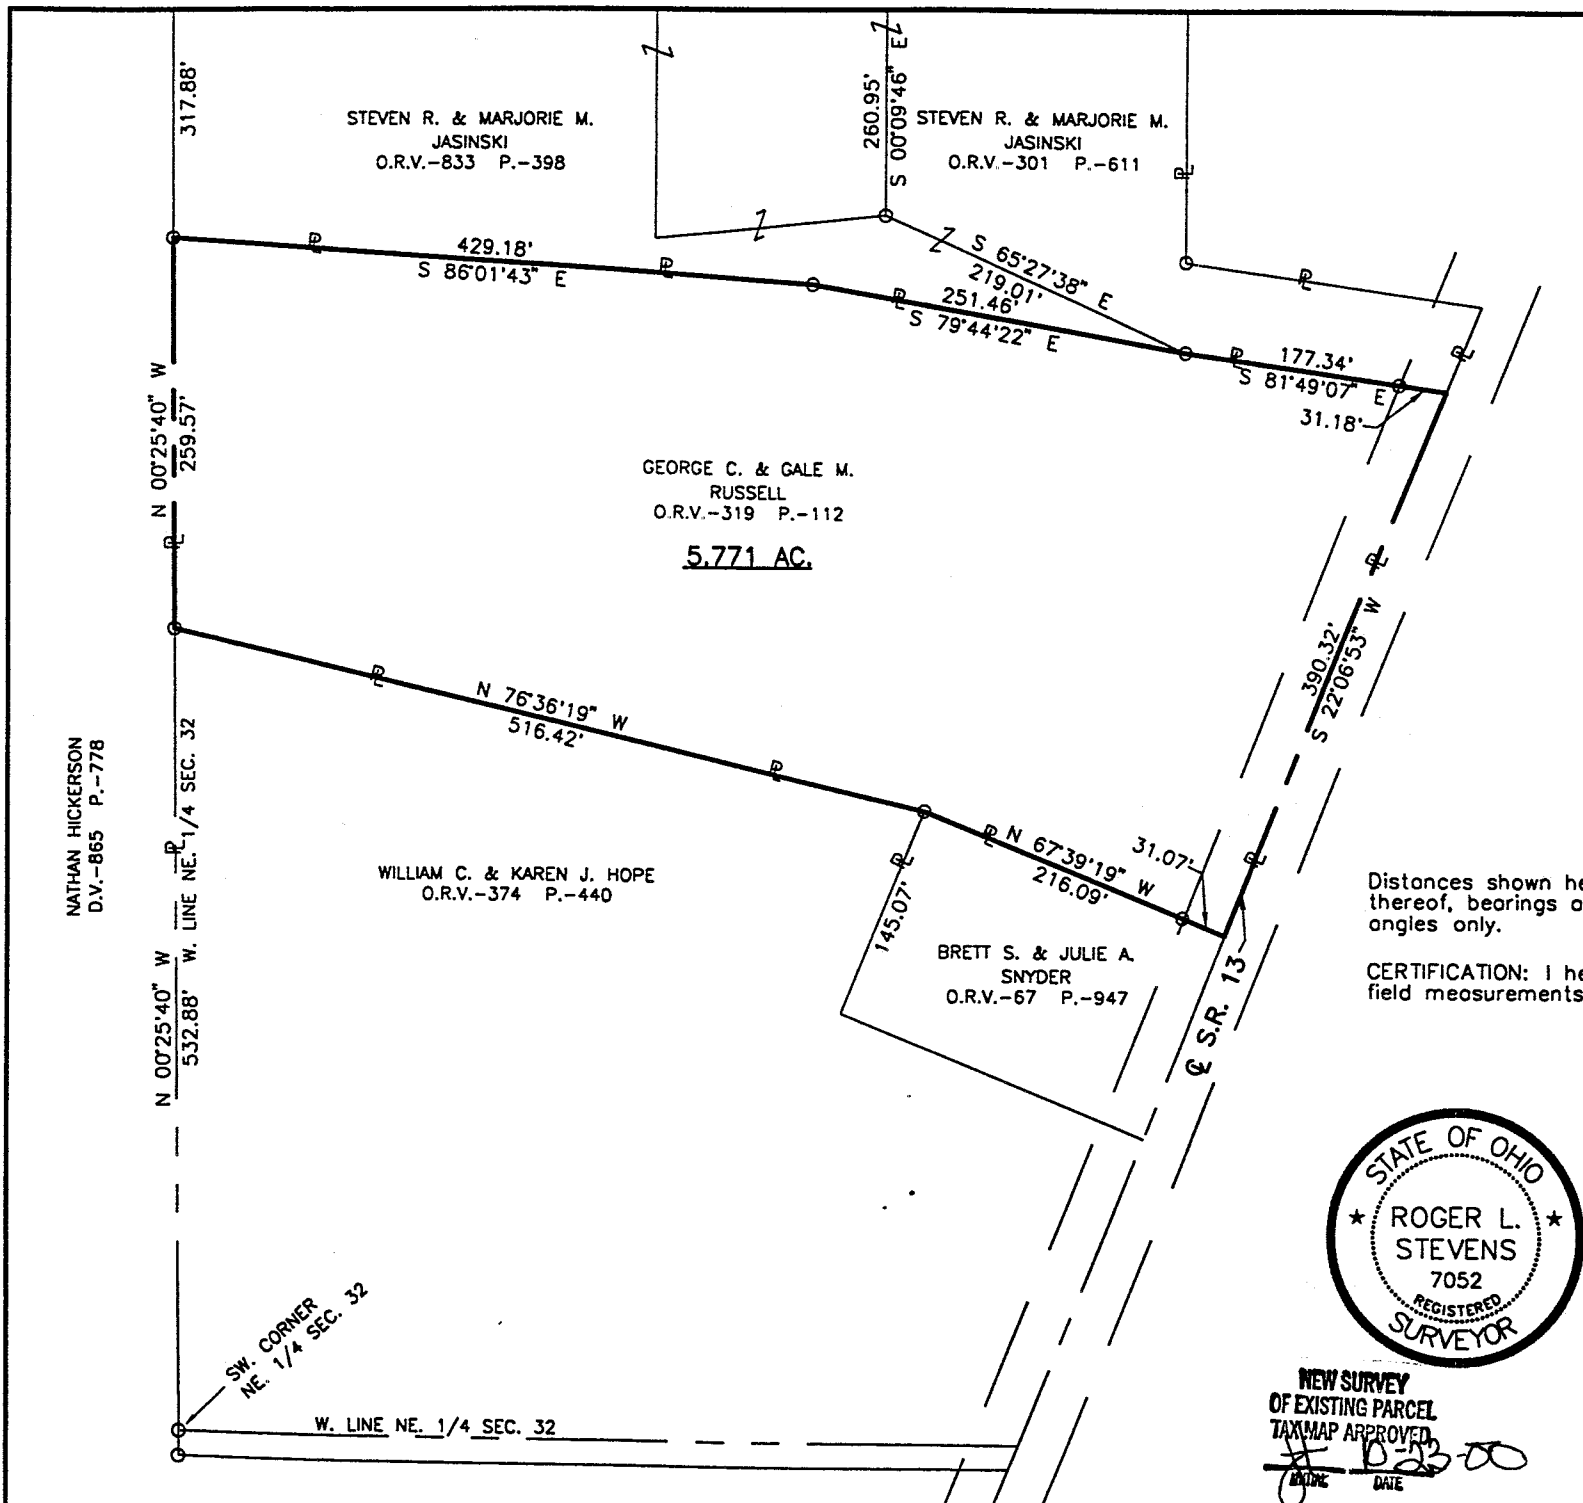 317.88'
STEVEN R. & MARJORIE M.
JASINSKI
O.R.V.-833 P.-398
260.95'
S 00°09'46" E
STEVEN R. & MARJORIE M.
JASINSKI
O.R.V.-301 P.-611
429.18'
S 86°01'43" E
S 65°27'38" E
219.01'
251.46'
S 79°44'22" E
177.34'
S 81°49'07" E
31.18'
N 00°25'40" W
259.57'
GEORGE C. & GALE M.
RUSSELL
O.R.V.-319 P.-112
5.771 AC.
390.32'
S 22°06'53" W
N 76°36'19" W
516.42'
NATHAN HICKERSON
D.V.-865 P.-778
W. LINE NE. 1/4 SEC. 32
N 67°39'19" W
216.09'
31.07'
WILLIAM C. & KAREN J. HOPE
O.R.V.-374 P.-440
145.07'
BRETT S. & JULIE A.
SNYDER
O.R.V.-67 P.-947
℄ S.R. 13
Distances shown he
thereof, bearings a
angles only.
CERTIFICATION: I he
field measurements
N 00°25'40" W
532.88'
STATE OF OHIO
ROGER L.
STEVENS
7052
REGISTERED
SURVEYOR
SW. CORNER
NE. 1/4 SEC. 32
W. LINE NE. 1/4 SEC. 32
NEW SURVEY
OF EXISTING PARCEL
TAX MAP APPROVED
10-23-00
DATE